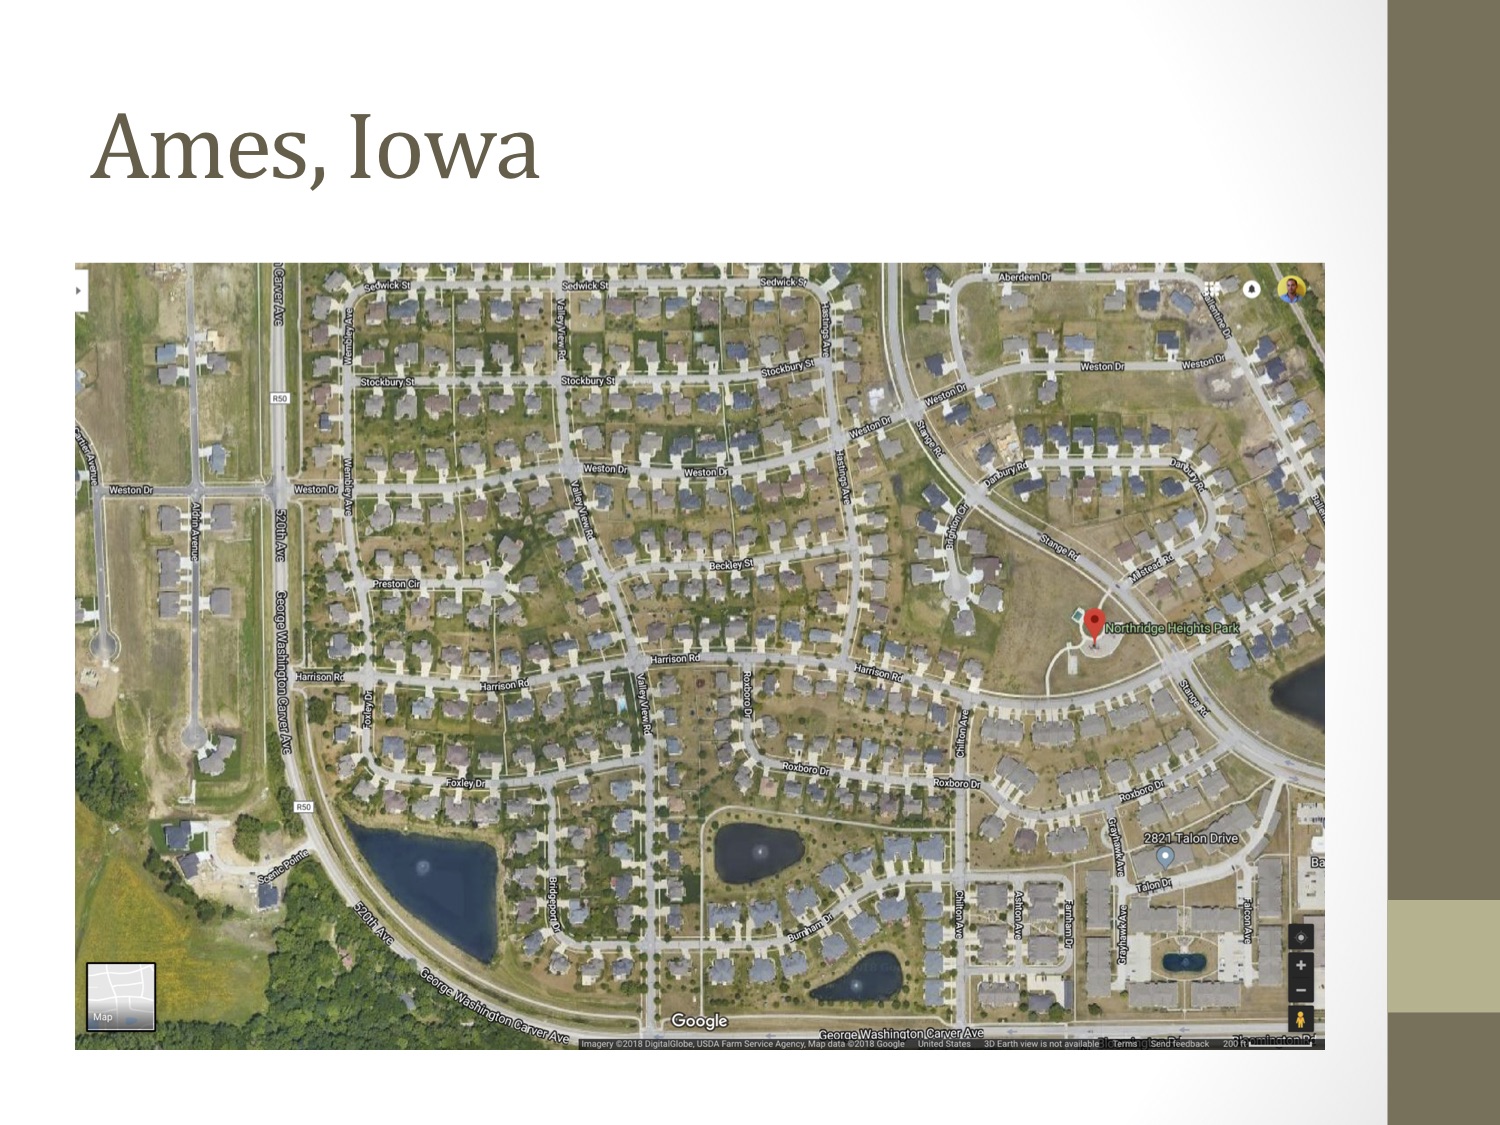 Ames, Iowa
Sedwick St
Sedwick St
Sedwick St
Aberdeen Dr
Carver Ave
Wembley Ave
Valley View Rd
Hastings Ave
Valentine Dr
Stockbury St
Stockbury St
Stockbury St
Weston Dr
Weston Dr
R50
Weston Dr
Weston Dr
Stange Rd
Weston Dr
Weston Dr
Weston Dr
Weston Dr
Wembley Ave
Valley View Rd
Hastings Ave
Danbury Rd
Danbury Rd
520th Ave
Brighton Cir
Stange Rd
Beckley St
Preston Cir
Milstead Rd
George Washington Carver Ave
Northridge Heights Park
Harrison Rd
Harrison Rd
Harrison Rd
Harrison Rd
Foxley Dr
Valley View Rd
Roxboro Dr
Chilton Ave
Stange Rd
Foxley Dr
Roxboro Dr
Roxboro Dr
Roxboro Dr
R50
Grayhawk Ave
2821 Talon Drive
Scenic Pointe
Talon Dr
Bridgeport Dr
520th Ave
Burnham Dr
Chilton Ave
Ashton Ave
Farnham Dr
Grayhawk Ave
Falcon Ave
George Washington Carver Ave
Map
Google
George Washington Carver Ave
Imagery ©2018 DigitalGlobe, USDA Farm Service Agency, Map data ©2018 Google United States 3D Earth view is not available Terms Send feedback 200 ft